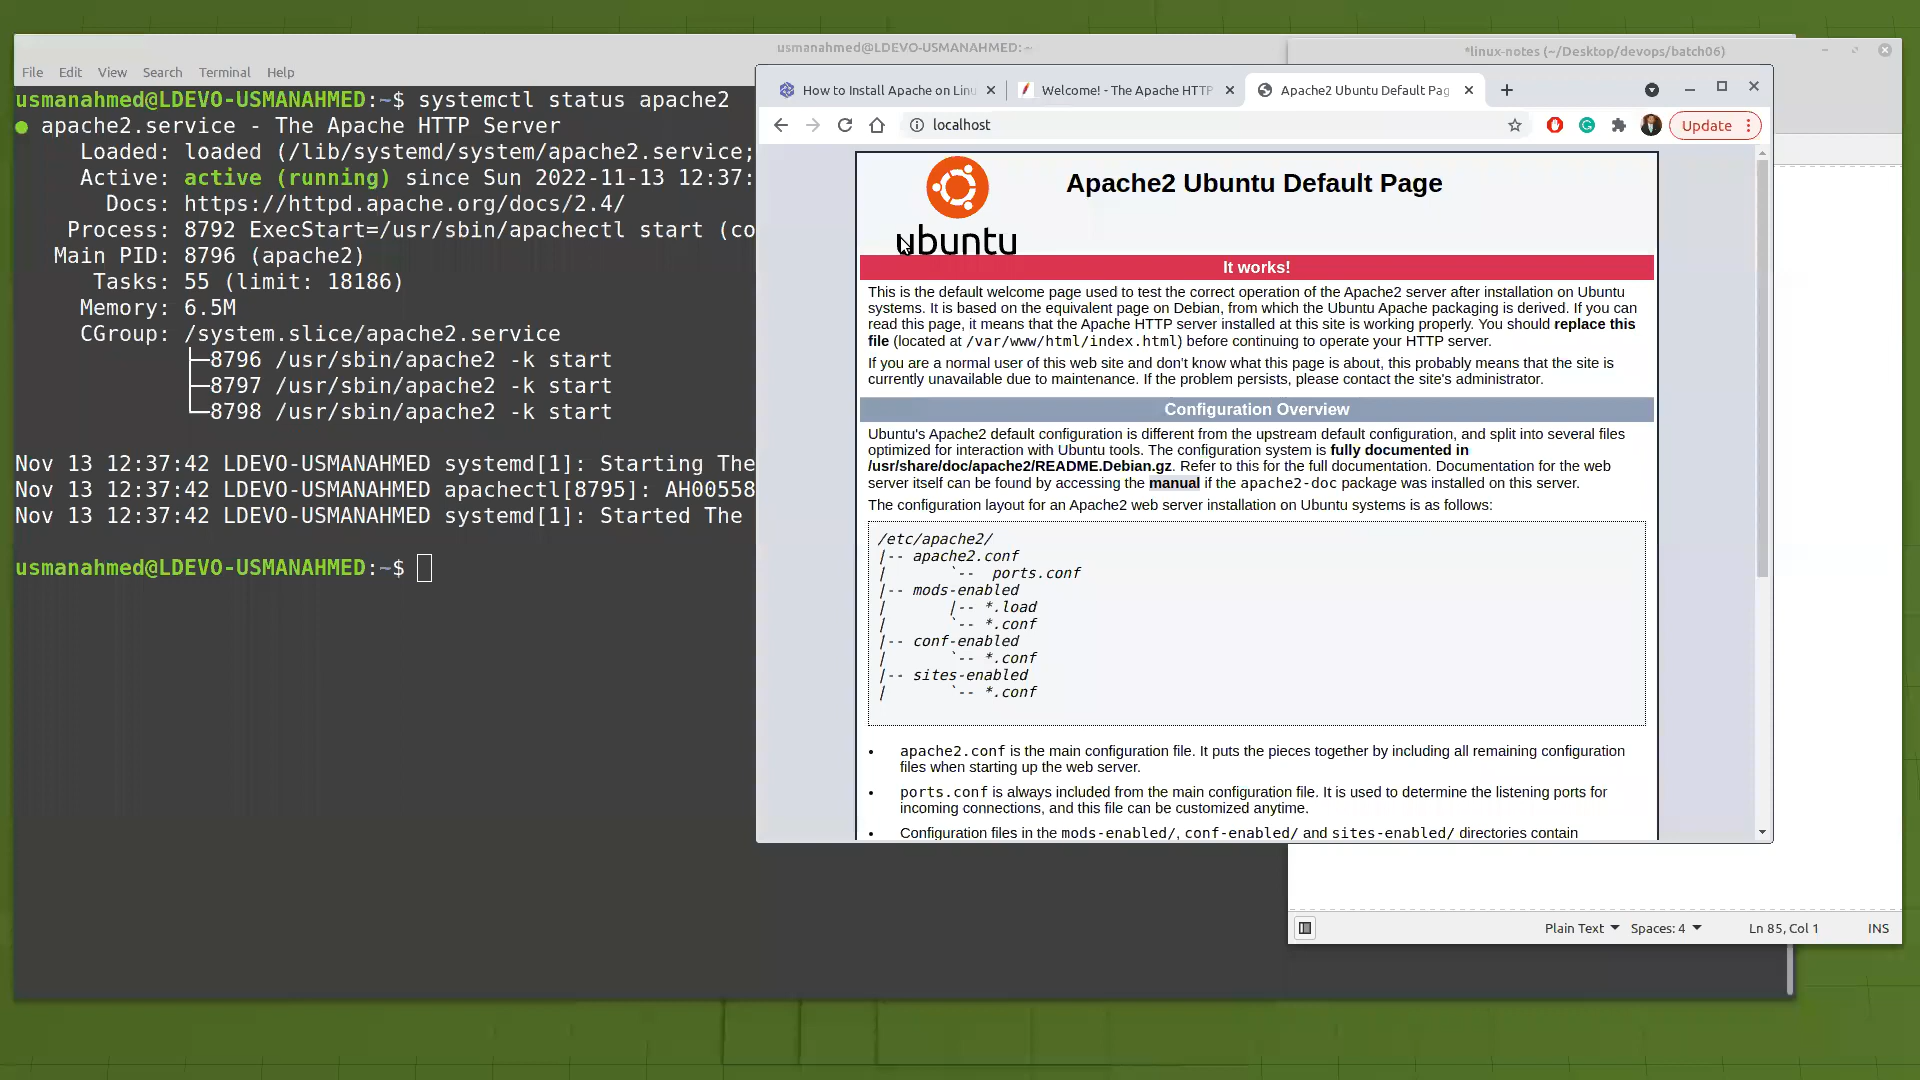 usmanahmed@LDEVO-USMANAHMED: ~
File Edit View Search Terminal Help
usmanahmed@LDEVO-USMANAHMED:~$ systemctl status apache2
● apache2.service - The Apache HTTP Server
Loaded: loaded (/lib/systemd/system/apache2.service;
Active: active (running) since Sun 2022-11-13 12:37:
Docs: https://httpd.apache.org/docs/2.4/
Process: 8792 ExecStart=/usr/sbin/apachectl start (co
Main PID: 8796 (apache2)
Tasks: 55 (limit: 18186)
Memory: 6.5M
CGroup: /system.slice/apache2.service
├─8796 /usr/sbin/apache2 -k start
├─8797 /usr/sbin/apache2 -k start
└─8798 /usr/sbin/apache2 -k start
Nov 13 12:37:42 LDEVO-USMANAHMED systemd[1]: Starting The
Nov 13 12:37:42 LDEVO-USMANAHMED apachectl[8795]: AH00558
Nov 13 12:37:42 LDEVO-USMANAHMED systemd[1]: Started The
usmanahmed@LDEVO-USMANAHMED:~$
*linux-notes (~/Desktop/devops/batch06)
How to Install Apache on Linu
Welcome! - The Apache HTTP
Apache2 Ubuntu Default Pag
localhost
Update
ubuntu
Apache2 Ubuntu Default Page
It works!
This is the default welcome page used to test the correct operation of the Apache2 server after installation on Ubuntu
systems. It is based on the equivalent page on Debian, from which the Ubuntu Apache packaging is derived. If you can
read this page, it means that the Apache HTTP server installed at this site is working properly. You should replace this
file (located at /var/www/html/index.html) before continuing to operate your HTTP server.
If you are a normal user of this web site and don't know what this page is about, this probably means that the site is
currently unavailable due to maintenance. If the problem persists, please contact the site's administrator.
Configuration Overview
Ubuntu's Apache2 default configuration is different from the upstream default configuration, and split into several files
optimized for interaction with Ubuntu tools. The configuration system is fully documented in
/usr/share/doc/apache2/README.Debian.gz. Refer to this for the full documentation. Documentation for the web
server itself can be found by accessing the manual if the apache2-doc package was installed on this server.
The configuration layout for an Apache2 web server installation on Ubuntu systems is as follows:
/etc/apache2/
|-- apache2.conf
|       `--  ports.conf
|-- mods-enabled
|       |-- *.load
|       `-- *.conf
|-- conf-enabled
|       `-- *.conf
|-- sites-enabled
|       `-- *.conf
• apache2.conf is the main configuration file. It puts the pieces together by including all remaining configuration
files when starting up the web server.
• ports.conf is always included from the main configuration file. It is used to determine the listening ports for
incoming connections, and this file can be customized anytime.
• Configuration files in the mods-enabled/, conf-enabled/ and sites-enabled/ directories contain
Plain Text Spaces: 4 Ln 85, Col 1 INS